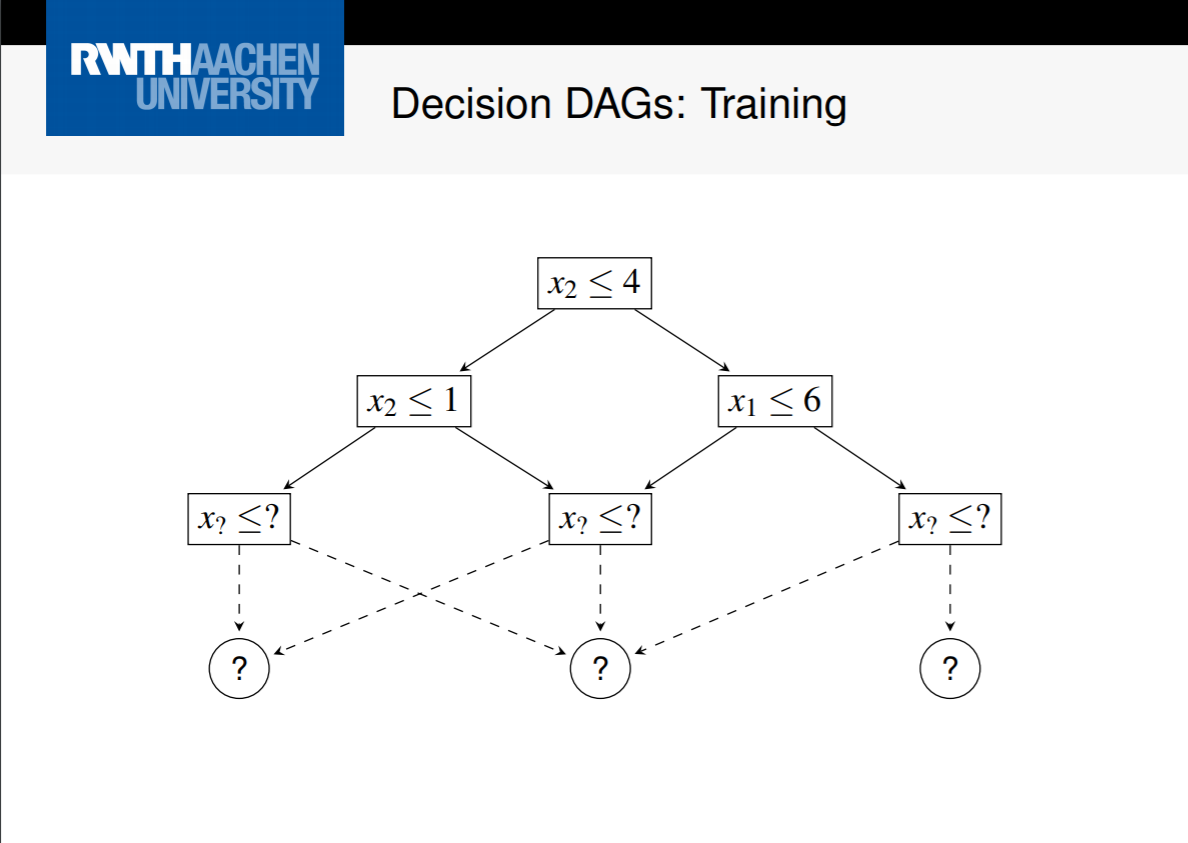 RWTHAACHEN
UNIVERSITY
Decision DAGs: Training
x₂ ≤ 4
x₂ ≤ 1
x₁ ≤ 6
x? ≤?
x? ≤?
x? ≤?
?
?
?